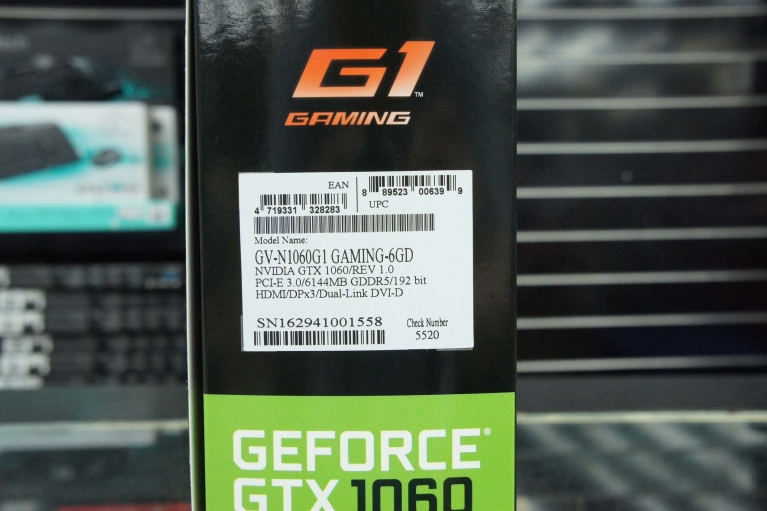 G1™
GAMING
EAN
4 719331 328283
8 89523 00639 9
UPC
Model Name:
GV-N1060G1 GAMING-6GD
NVIDIA GTX 1060/REV 1.0
PCI-E 3.0/6144MB GDDR5/192 bit
HDMI/DPx3/Dual-Link DVI-D
SN162941001558
Check Number
5520
GEFORCE®
GTX 1060